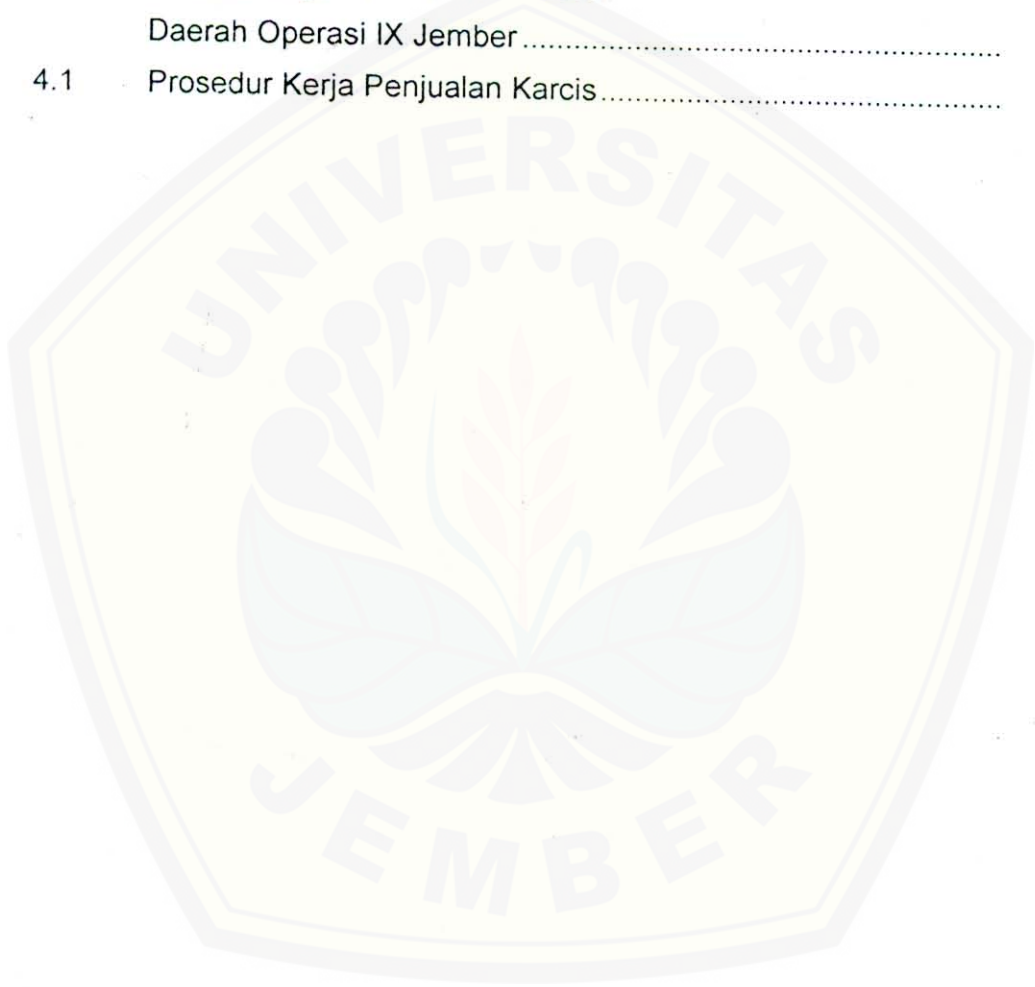 Daerah Operasi IX Jember........................................................
4.1 Prosedur Kerja Penjualan Karcis...............................................
UNIVERSITAS
JEMBER